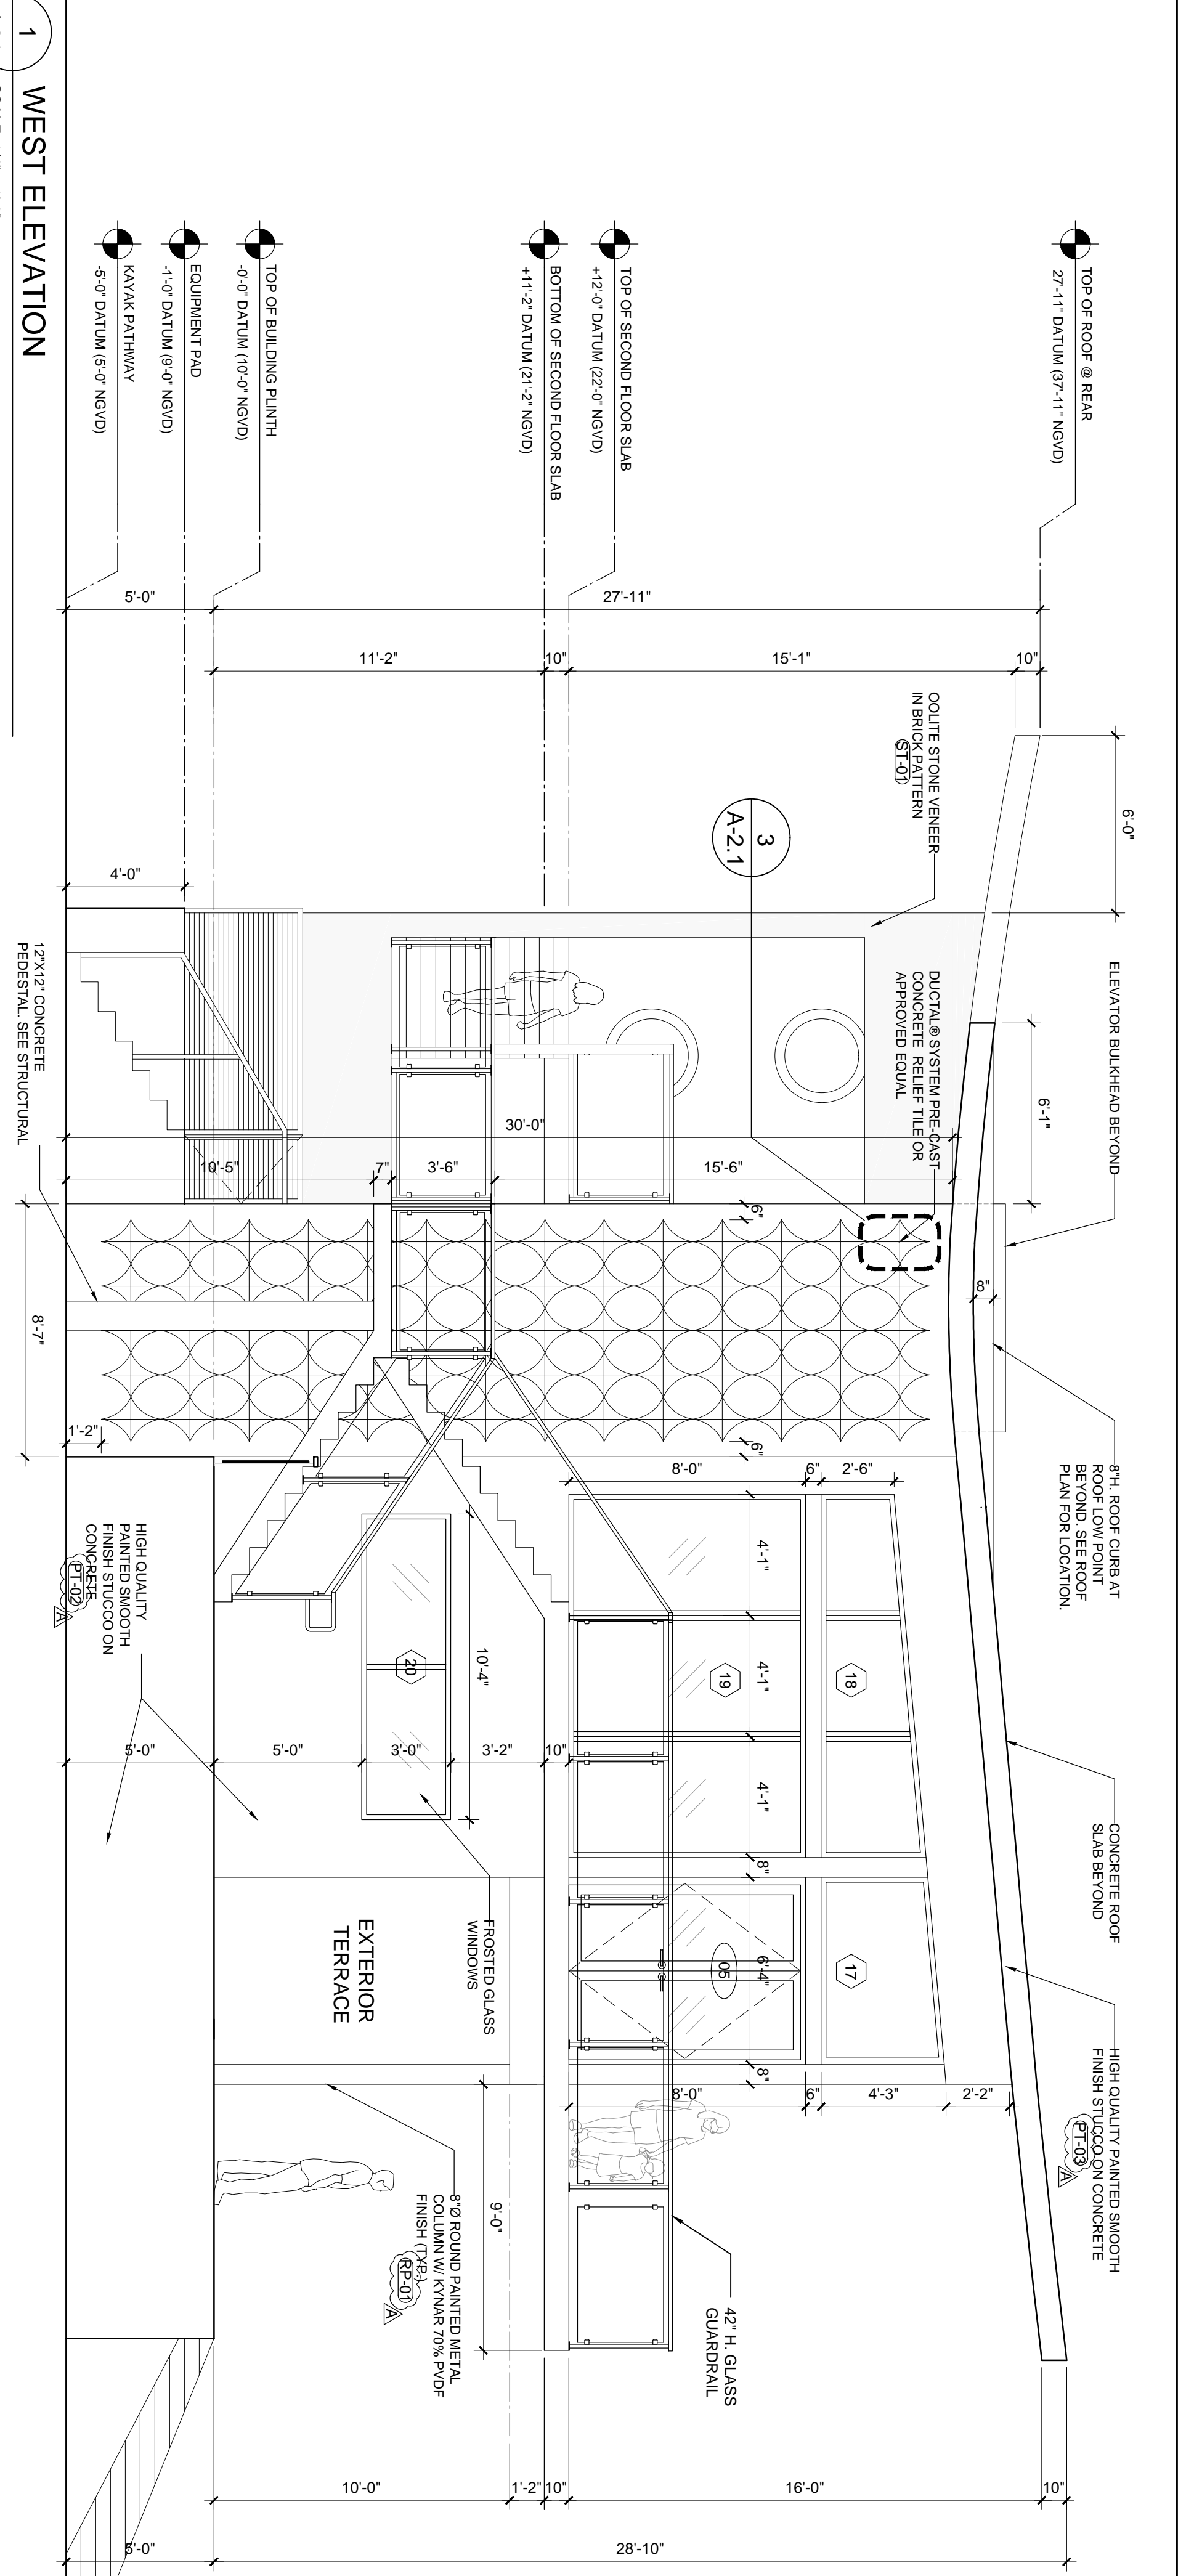 1
WEST ELEVATION
TOP OF ROOF @ REAR
27'-11" DATUM (37'-11" NGVD)
TOP OF SECOND FLOOR SLAB
+12'-0" DATUM (22'-0" NGVD)
BOTTOM OF SECOND FLOOR SLAB
+11'-2" DATUM (21'-2" NGVD)
TOP OF BUILDING PLINTH
-0'-0" DATUM (10'-0" NGVD)
EQUIPMENT PAD
-1'-0" DATUM (9'-0" NGVD)
KAYAK PATHWAY
-5'-0" DATUM (5'-0" NGVD)
5'-0"
27'-11"
11'-2"
10"
15'-1"
10"
OOLITE STONE VENEER
IN BRICK PATTERN
ST-01
3
A-2.1
6'-0"
4'-0"
ELEVATOR BULKHEAD BEYOND
DUCTAL® SYSTEM PRE-CAST
CONCRETE RELIEF TILE OR
APPROVED EQUAL
12"X12" CONCRETE
PEDESTAL. SEE STRUCTURAL
6'-1"
30'-0"
10'-5"
7"
3'-6"
15'-6"
6"
8"
8'-7"
1'-2"
6"
8"H. ROOF CURB AT
ROOF LOW POINT
BEYOND. SEE ROOF
PLAN FOR LOCATION.
8'-0"
6"
2'-6"
4'-1"
4'-1"
4'-1"
8"
6'-4"
8"
18
19
20
17
05
10'-4"
HIGH QUALITY
PAINTED SMOOTH
FINISH STUCCO ON
CONCRETE
PT-02
A
5'-0"
5'-0"
3'-0"
3'-2"
10"
CONCRETE ROOF
SLAB BEYOND
FROSTED GLASS
WINDOWS
EXTERIOR
TERRACE
HIGH QUALITY PAINTED SMOOTH
FINISH STUCCO ON CONCRETE
PT-03
A
8'-0"
6"
4'-3"
2'-2"
9'-0"
8"Ø ROUND PAINTED METAL
COLUMN W/ KYNAR 70% PVDF
FINISH (TYP.)
RP-01
A
42" H. GLASS
GUARDRAIL
10'-0"
1'-2"
10"
16'-0"
10"
5'-0"
28'-10"